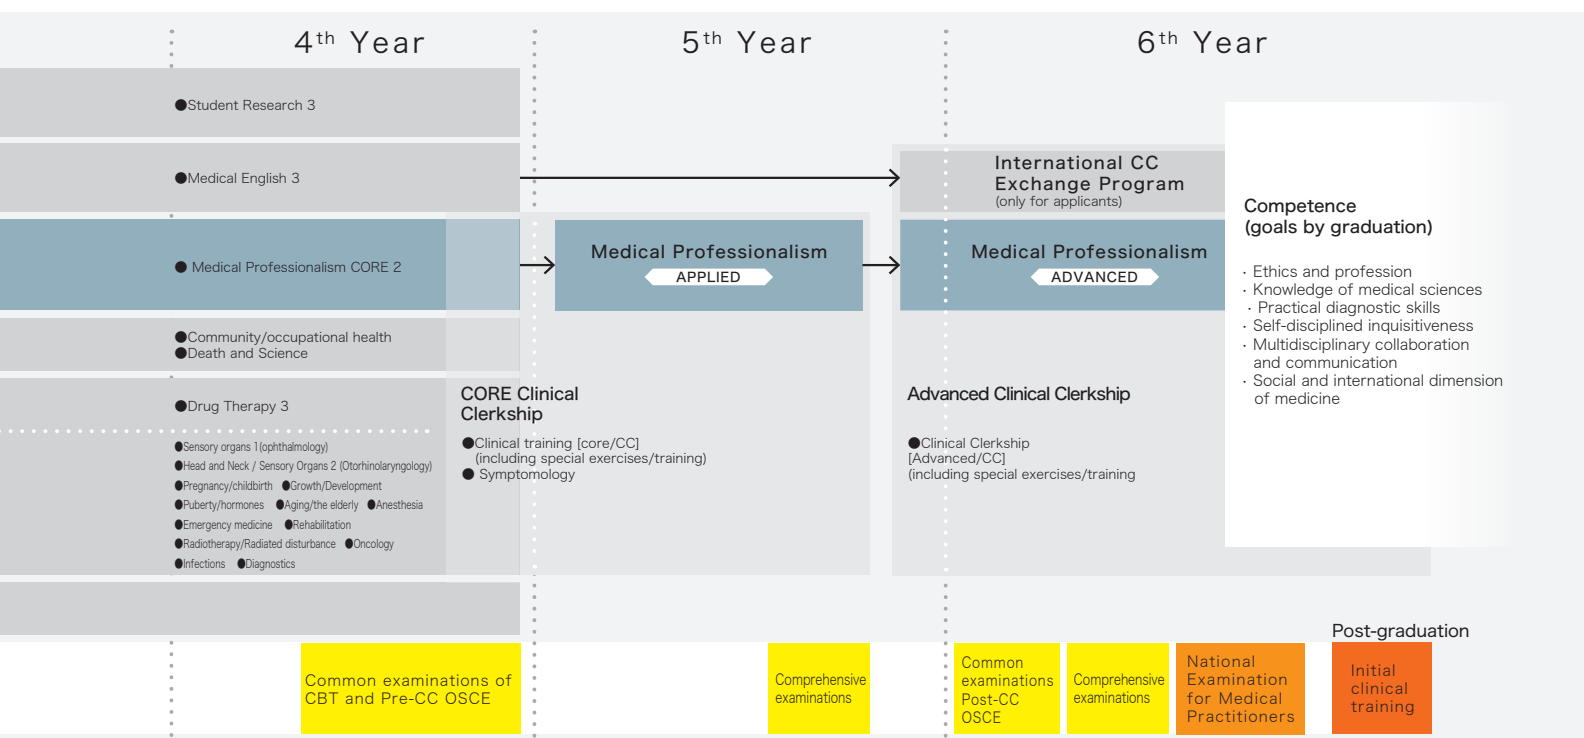 4th Year
5th Year
6th Year
●Student Research 3
●Medical English 3
● Medical Professionalism CORE 2
●Community/occupational health
●Death and Science
●Drug Therapy 3
●Sensory organs 1(ophthalmology)
●Head and Neck / Sensory Organs 2 (Otorhinolaryngology)
●Pregnancy/childbirth ●Growth/Development
●Puberty/hormones ●Aging/the elderly ●Anesthesia
●Emergency medicine ●Rehabilitation
●Radiotherapy/Radiated disturbance ●Oncology
●Infections ●Diagnostics
Medical Professionalism
APPLIED
CORE Clinical
Clerkship
●Clinical training [core/CC]
(including special exercises/training)
● Symptomology
International CC
Exchange Program
(only for applicants)
Medical Professionalism
ADVANCED
Advanced Clinical Clerkship
●Clinical Clerkship
[Advanced/CC]
(including special exercises/training
Competence
(goals by graduation)
· Ethics and profession
· Knowledge of medical sciences
· Practical diagnostic skills
· Self-disciplined inquisitiveness
· Multidisciplinary collaboration
and communication
· Social and international dimension
of medicine
Common examinations of
CBT and Pre-CC OSCE
Comprehensive
examinations
Common
examinations
Post-CC
OSCE
Comprehensive
examinations
National
Examination
for Medical
Practitioners
Post-graduation
Initial
clinical
training